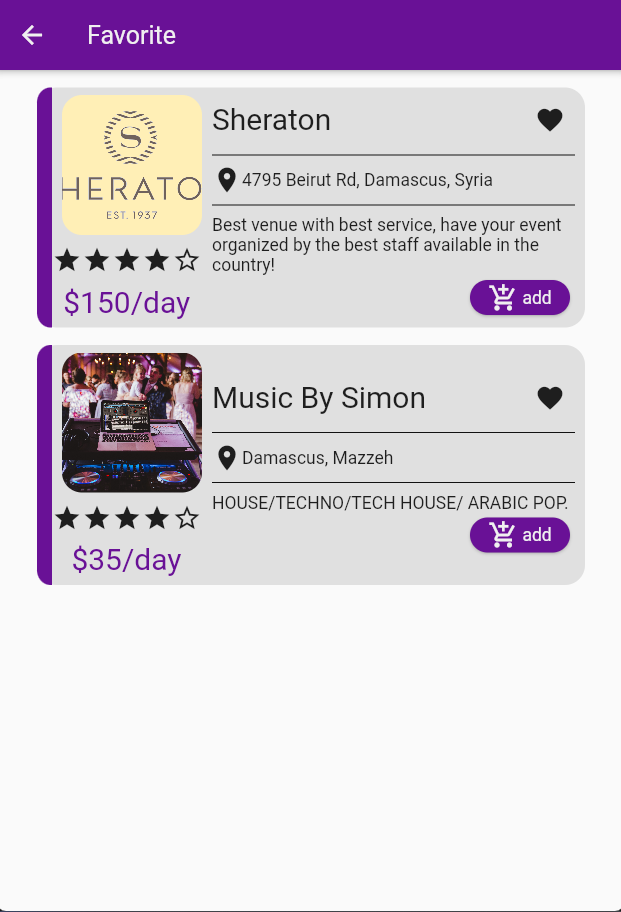 Favorite
S
HERATO
EST. 1937
Sheraton
4795 Beirut Rd, Damascus, Syria
Best venue with best service, have your event
organized by the best staff available in the
country!
$150/day
add
Music By Simon
Damascus, Mazzeh
HOUSE/TECHNO/TECH HOUSE/ ARABIC POP.
$35/day
add